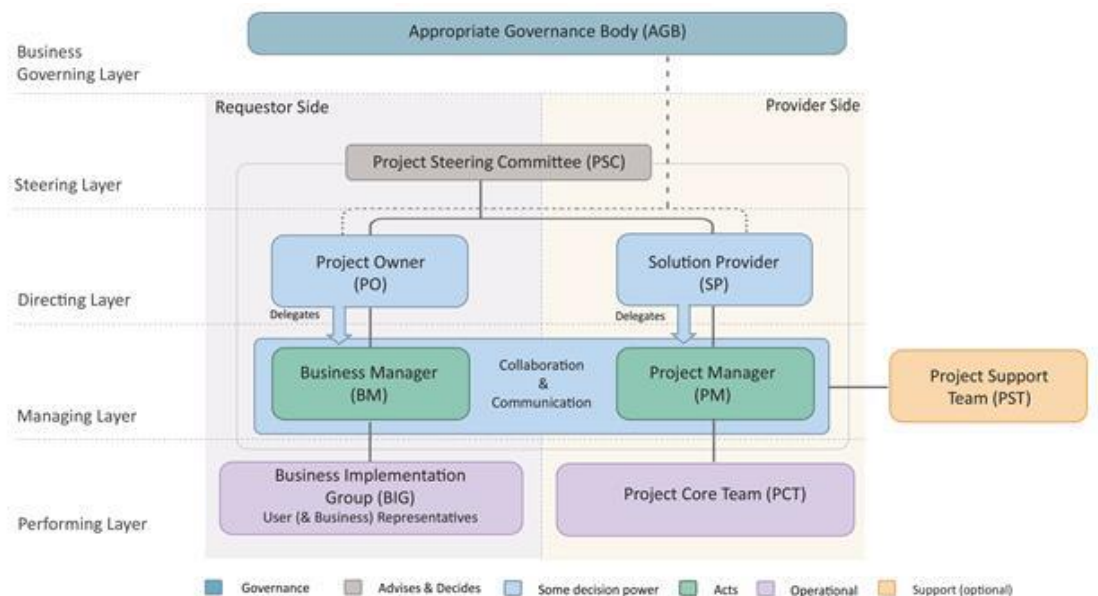 Appropriate Governance Body (AGB)
Business
Governing Layer
Requestor Side
Provider Side
Project Steering Committee (PSC)
Steering Layer
Project Owner
(PO)
Solution Provider
(SP)
Directing Layer
Delegates
Delegates
Business Manager
(BM)
Collaboration
&
Communication
Project Manager
(PM)
Project Support
Team (PST)
Managing Layer
Business Implementation
Group (BIG)
User (& Business) Representatives
Project Core Team (PCT)
Performing Layer
Governance
Advises & Decides
Some decision power
Acts
Operational
Support (optional)